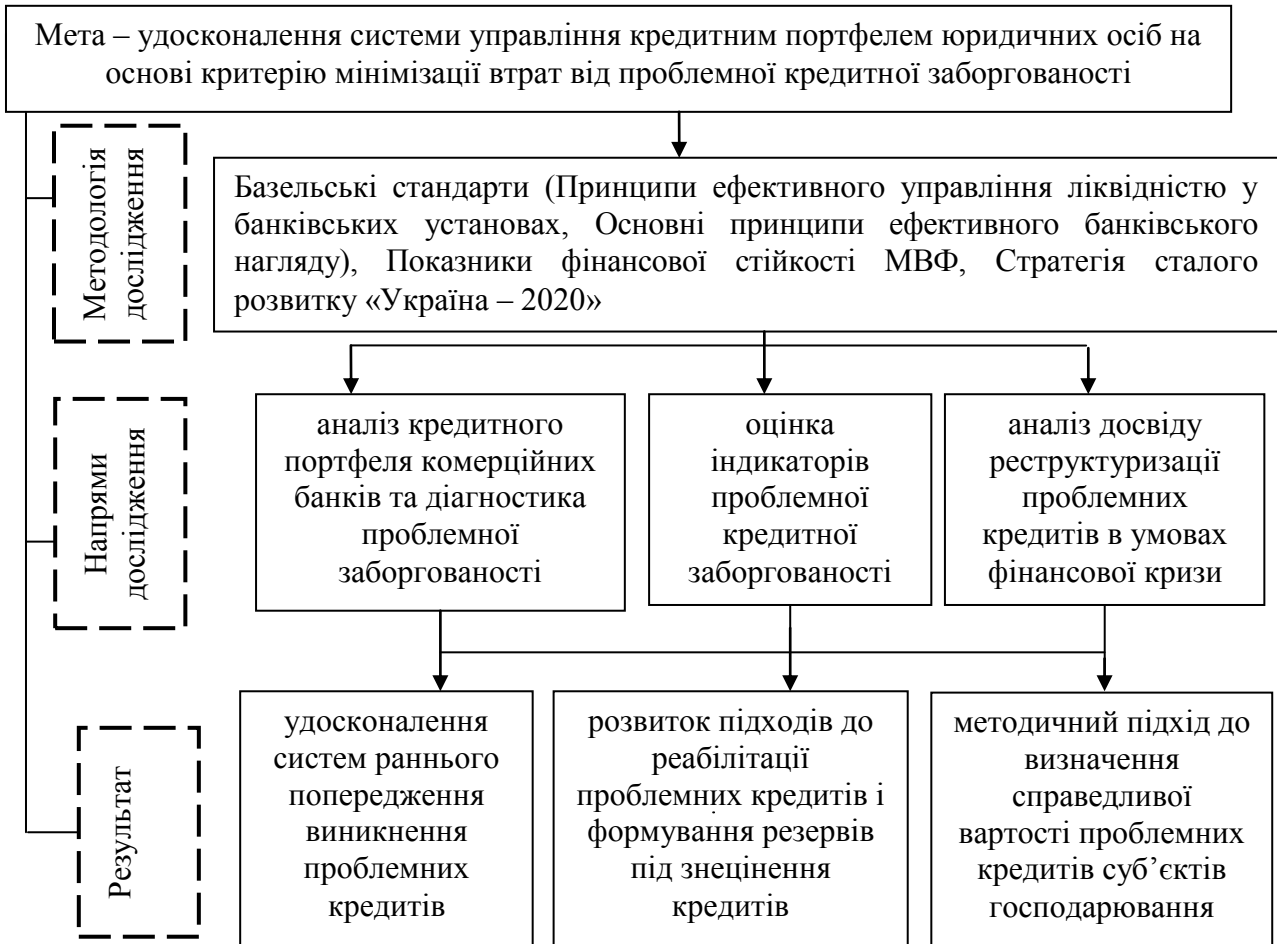 Мета – удосконалення системи управління кредитним портфелем юридичних осіб на
основі критерію мінімізації втрат від проблемної кредитної заборгованості
Методологія
дослідження
Базельські стандарти (Принципи ефективного управління ліквідністю у
банківських установах, Основні принципи ефективного банківського
нагляду), Показники фінансової стійкості МВФ, Стратегія сталого
розвитку «Україна – 2020»
Напрями
дослідження
аналіз кредитного
портфеля комерційних
банків та діагностика
проблемної
заборгованості
оцінка
індикаторів
проблемної
кредитної
заборгованості
аналіз досвіду
реструктуризації
проблемних
кредитів в умовах
фінансової кризи
Результат
удосконалення
систем раннього
попередження
виникнення
проблемних
кредитів
розвиток підходів до
реабілітації
проблемних кредитів і
формування резервів
під знецінення
кредитів
методичний підхід до
визначення
справедливої
вартості проблемних
кредитів суб’єктів
господарювання